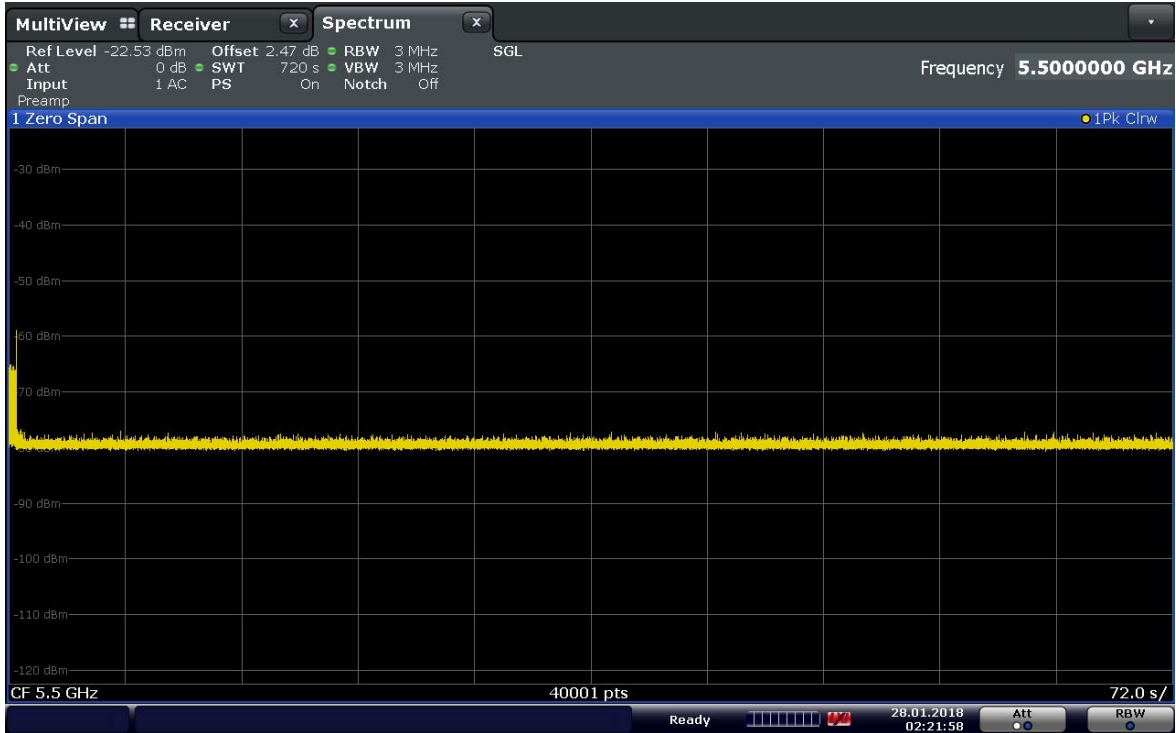 MultiView Receiver X Spectrum X
Ref Level -22.53 dBm Offset 2.47 dB RBW 3 MHz SGL
Att 0 dB SWT 720 s VBW 3 MHz Frequency 5.5000000 GHz
Input 1 AC PS On Notch Off
Preamp
1 Zero Span 1Pk Clrw
-30 dBm
-40 dBm
-50 dBm
-60 dBm
-70 dBm
-90 dBm
-100 dBm
-110 dBm
-120 dBm
CF 5.5 GHz 40001 pts 72.0 s/
Ready 28.01.2018 Att RBW
02:21:58